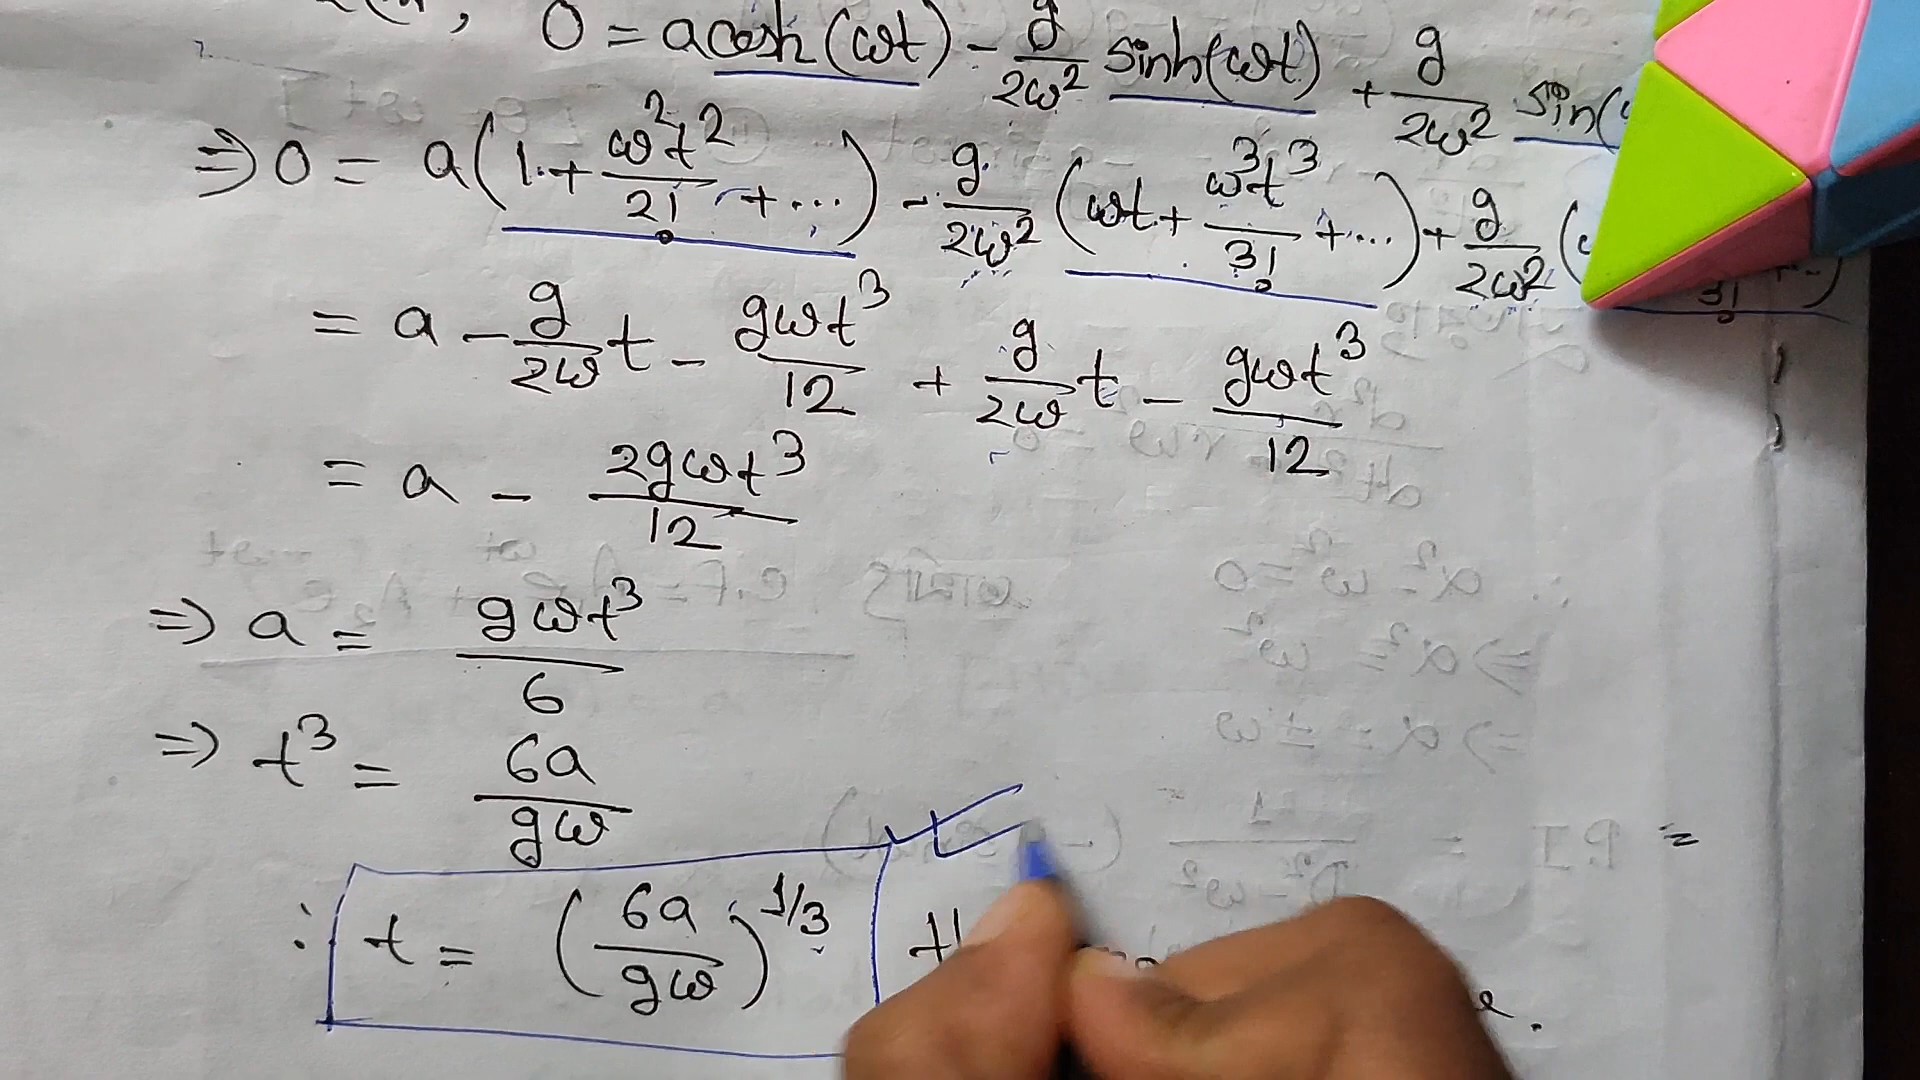 0 = a cosh(ωt) - g/2ω² sinh(ωt) + g/2ω² sin(
⇒ 0 = a(1 + ω²t²/2! + ...) - g/2ω² (ωt + ω³t³/3! + ...) + g/2ω² (
= a - g/2ω t - gωt³/12 + g/2ω t - gωt³/12
= a - 2gωt³/12
⇒ a = gωt³/6
⇒ t³ = 6a/gω
∴ t = (6a/gω)^1/3